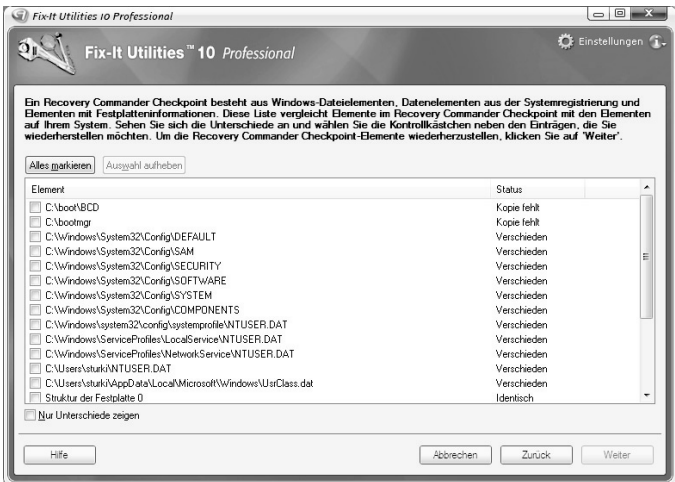 Fix-It Utilities 10 Professional
Fix-It Utilities™ 10 Professional
Einstellungen
Ein Recovery Commander Checkpoint besteht aus Windows-Dateielementen, Datenelementen aus der Systemregistrierung und
Elementen mit Festplatteninformationen. Diese Liste vergleicht Elemente im Recovery Commander Checkpoint mit den Elementen
auf Ihrem System. Sehen Sie sich die Unterschiede an und wählen Sie die Kontrollkästchen neben den Einträgen, die Sie
wiederherstellen möchten. Um die Recovery Commander Checkpoint-Elemente wiederherzustellen, klicken Sie auf 'Weiter'.
Alles markieren Auswahl aufheben
Element Status
C:\boot\BCD Kopie fehlt
C:\bootmgr Kopie fehlt
C:\Windows\System32\Config\DEFAULT Verschieden
C:\Windows\System32\Config\SAM Verschieden
C:\Windows\System32\Config\SECURITY Verschieden
C:\Windows\System32\Config\SOFTWARE Verschieden
C:\Windows\System32\Config\SYSTEM Verschieden
C:\Windows\System32\Config\COMPONENTS Verschieden
C:\Windows\system32\config\systemprofile\NTUSER.DAT Verschieden
C:\Windows\ServiceProfiles\LocalService\NTUSER.DAT Verschieden
C:\Windows\ServiceProfiles\NetworkService\NTUSER.DAT Verschieden
C:\Users\sturki\NTUSER.DAT Verschieden
C:\Users\sturki\AppData\Local\Microsoft\Windows\UsrClass.dat Verschieden
Struktur der Festplatte 0 Identisch
Nur Unterschiede zeigen
Hilfe Abbrechen Zurück Weiter